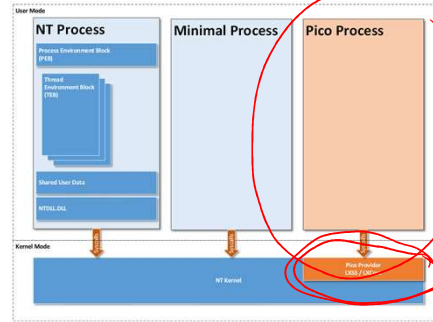 User Mode
NT Process
Process Environment Block
(PEB)
Thread
Environment Block
(TEB)
Shared User Data
NTDLL.DLL
Minimal Process
Pico Process
Kernel Mode
NT Kernel
Pico Provider
LXSS /